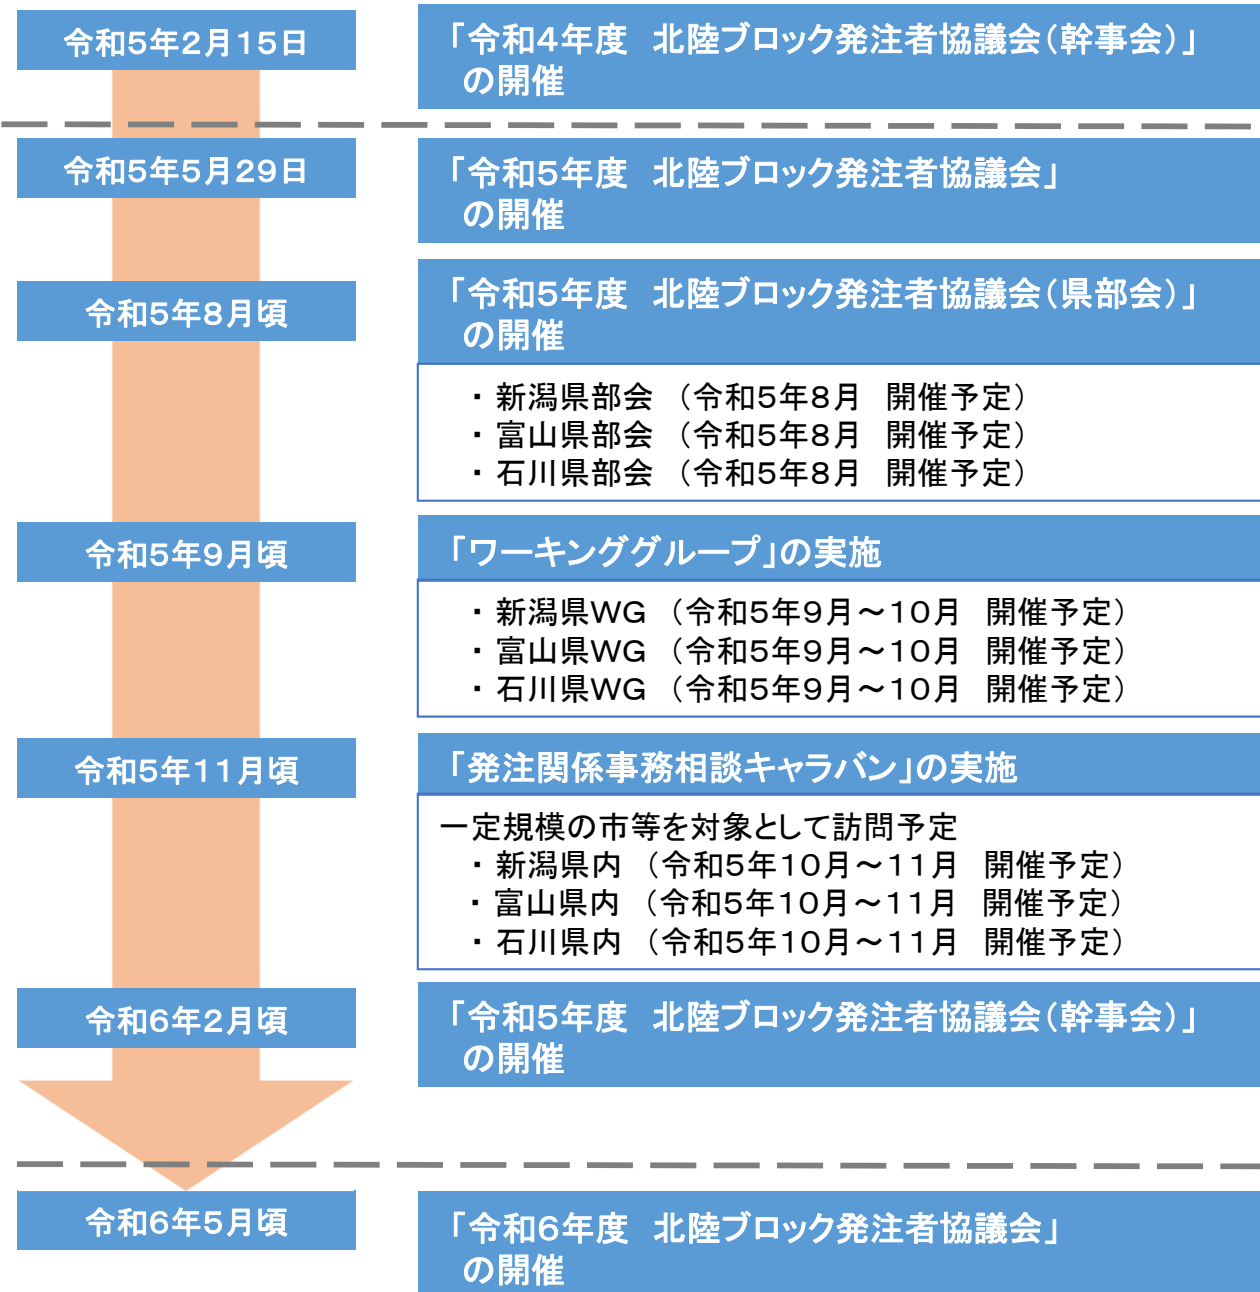 令和5年2月15日
「令和4年度　北陸ブロック発注者協議会(幹事会)」
の開催
令和5年5月29日
「令和5年度　北陸ブロック発注者協議会」
の開催
令和5年8月頃
「令和5年度　北陸ブロック発注者協議会(県部会)」
の開催
・新潟県部会　(令和5年8月　開催予定)
・富山県部会　(令和5年8月　開催予定)
・石川県部会　(令和5年8月　開催予定)
令和5年9月頃
「ワーキンググループ」の実施
・新潟県WG　(令和5年9月～10月　開催予定)
・富山県WG　(令和5年9月～10月　開催予定)
・石川県WG　(令和5年9月～10月　開催予定)
令和5年11月頃
「発注関係事務相談キャラバン」の実施
一定規模の市等を対象として訪問予定
・新潟県内　(令和5年10月～11月　開催予定)
・富山県内　(令和5年10月～11月　開催予定)
・石川県内　(令和5年10月～11月　開催予定)
令和6年2月頃
「令和5年度　北陸ブロック発注者協議会(幹事会)」
の開催
令和6年5月頃
「令和6年度　北陸ブロック発注者協議会」
の開催